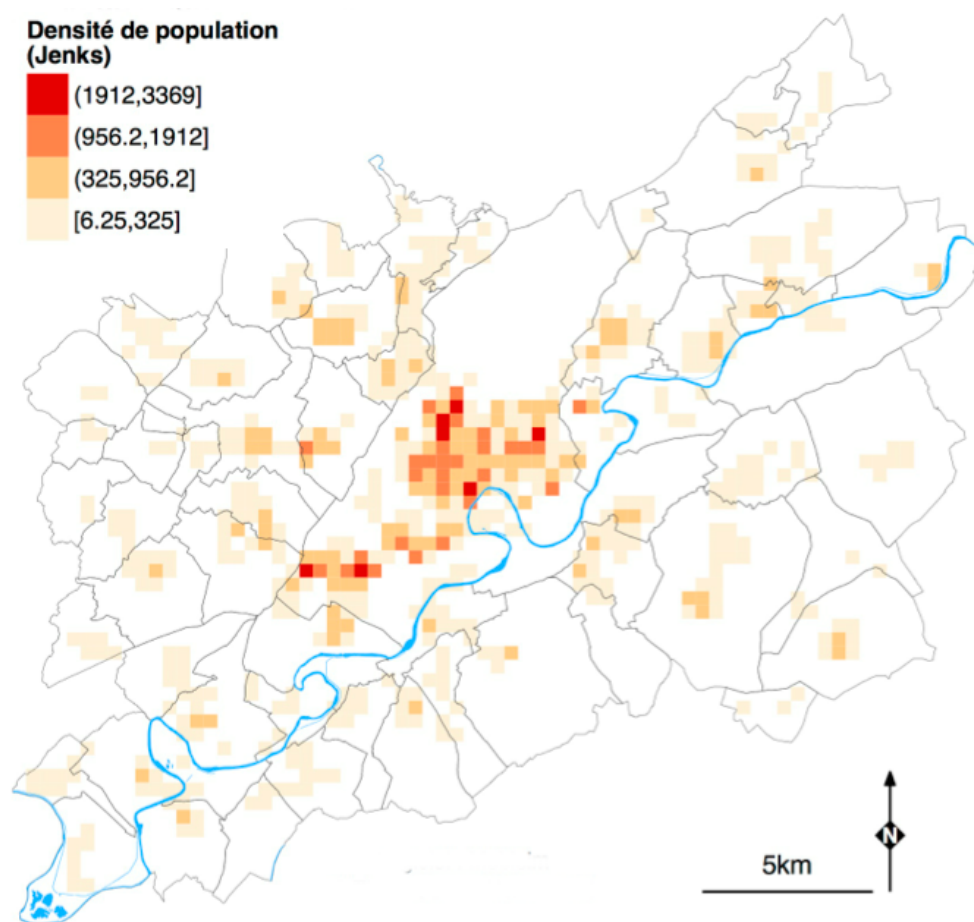 Densité de population
(Jenks)
(1912,3369]
(956.2,1912]
(325,956.2]
[6.25,325]
N
5km